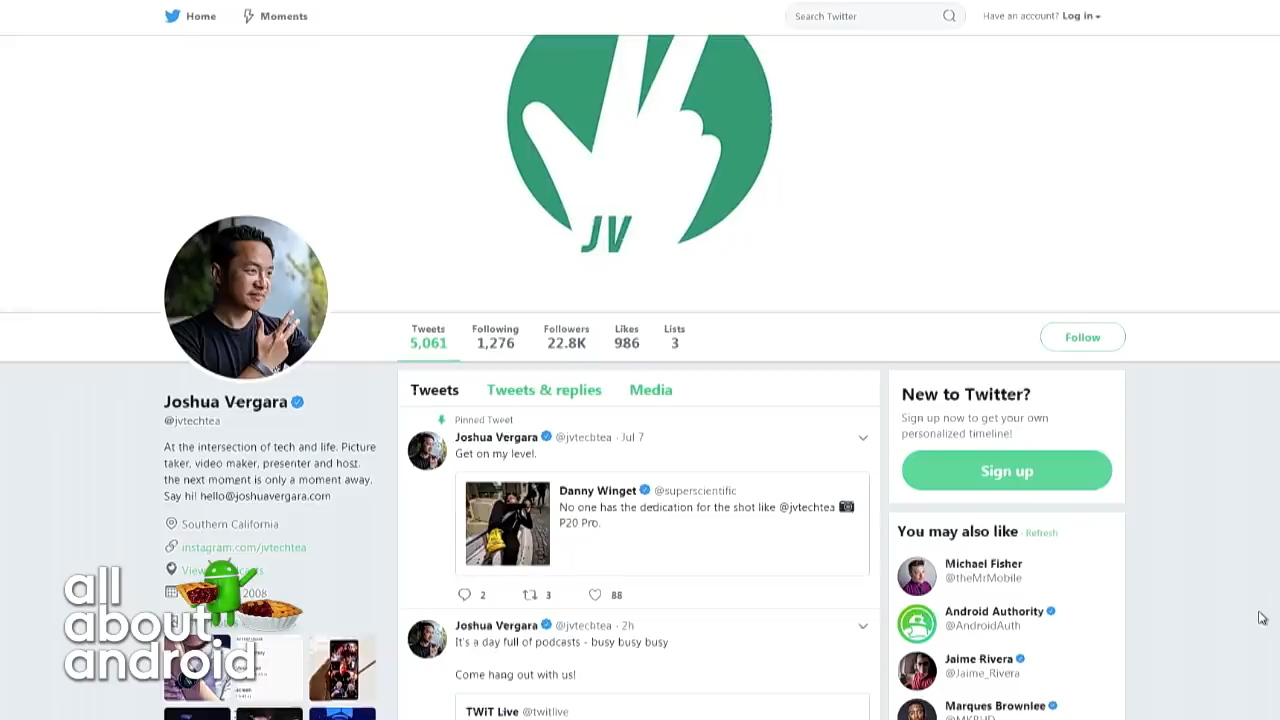 Home
Moments
Search Twitter
Have an account? Log in
JV
Tweets
5,061
Following
1,276
Followers
22.8K
Likes
986
Lists
3
Follow
Joshua Vergara
@jvtechtea
At the intersection of tech and life. Picture
taker, video maker, presenter and host.
the next moment is only a moment away.
Say hi! hello@joshuavergara.com
Southern California
instagram.com/jvtechtea
2008
all
about
android
Tweets
Tweets & replies
Media
Pinned Tweet
Joshua Vergara @jvtechtea · Jul 7
Get on my level.
Danny Winget @superscientific
No one has the dedication for the shot like @jvtechtea
P20 Pro.
2
3
88
Joshua Vergara @jvtechtea · 2h
It's a day full of podcasts - busy busy busy
Come hang out with us!
TWiT Live @twitlive
New to Twitter?
Sign up now to get your own
personalized timeline!
Sign up
You may also like · Refresh
Michael Fisher
@theMrMobile
Android Authority
@AndroidAuth
Jaime Rivera
@Jaime_Rivera
Marques Brownlee
@MKBHD